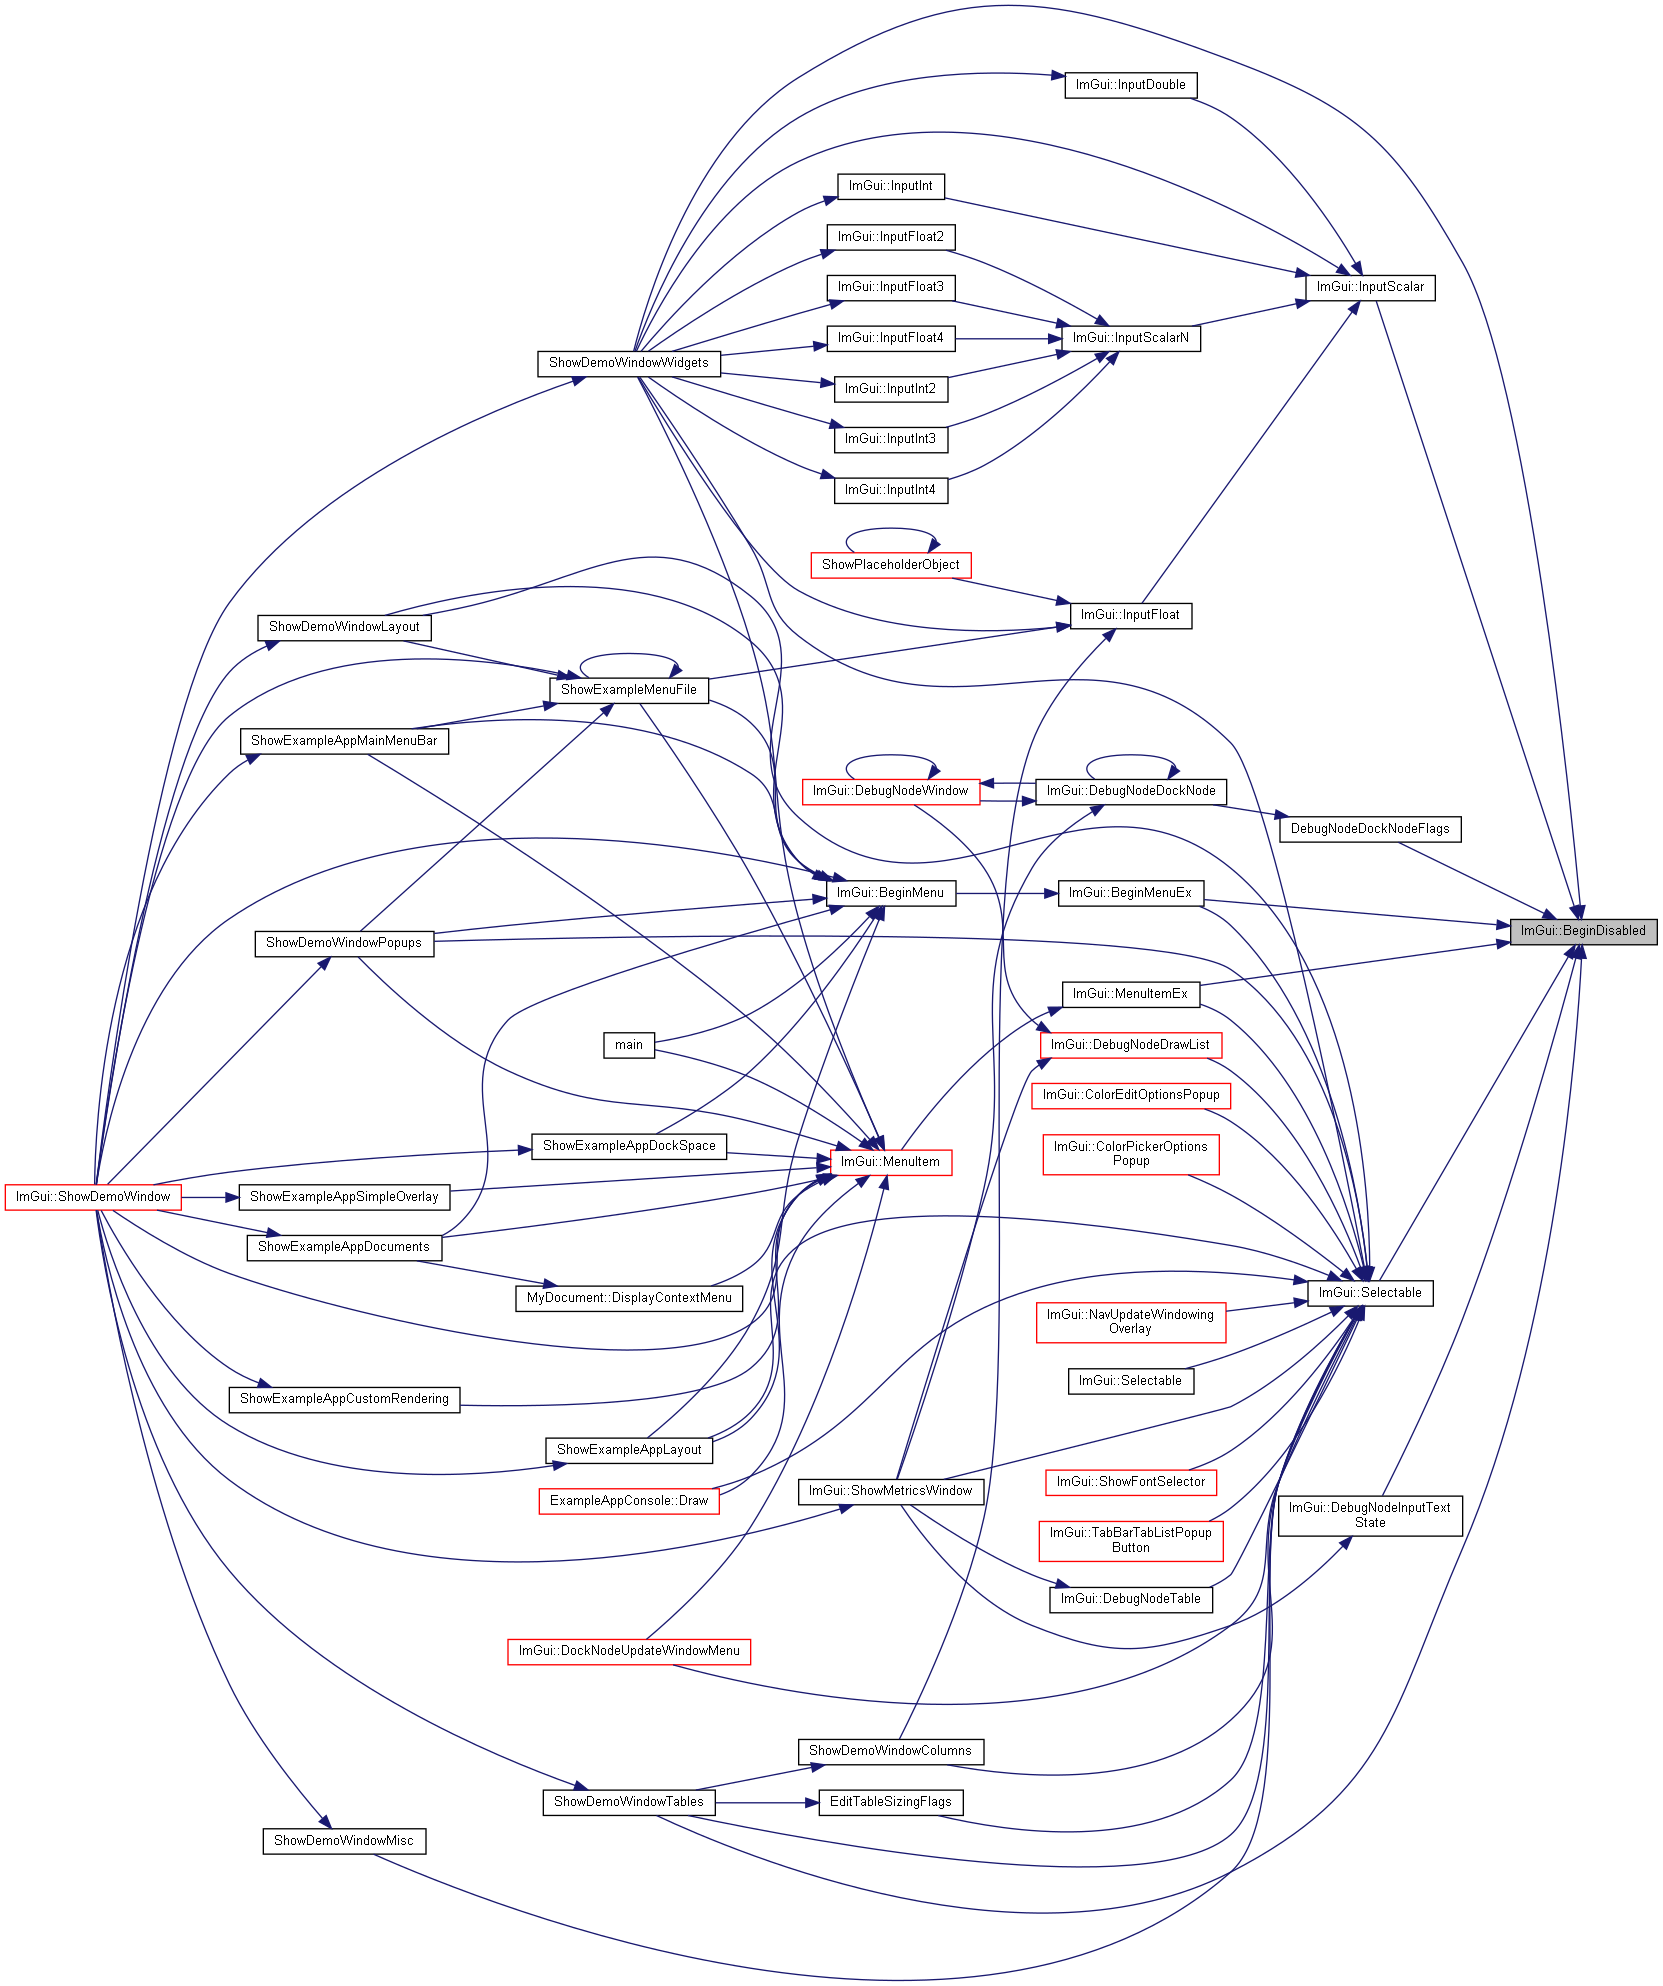 ImGui::InputDouble
ImGui::InputInt
ImGui::InputFloat2
ImGui::InputFloat3
ImGui::InputScalar
ImGui::InputFloat4
ImGui::InputScalarN
ShowDemoWindowWidgets
ImGui::InputInt2
ImGui::InputInt3
ImGui::InputInt4
ShowPlaceholderObject
ImGui::InputFloat
ShowDemoWindowLayout
ShowExampleMenuFile
ShowExampleAppMainMenuBar
ImGui::DebugNodeWindow
ImGui::DebugNodeDockNode
DebugNodeDockNodeFlags
ImGui::BeginMenu
ImGui::BeginMenuEx
ImGui::BeginDisabled
ShowDemoWindowPopups
ImGui::MenuItemEx
main
ImGui::DebugNodeDrawList
ImGui::ColorEditOptionsPopup
ShowExampleAppDockSpace
ImGui::ColorPickerOptions
Popup
ImGui::MenuItem
ImGui::ShowDemoWindow
ShowExampleAppSimpleOverlay
ShowExampleAppDocuments
MyDocument::DisplayContextMenu
ImGui::Selectable
ImGui::NavUpdateWindowing
Overlay
ImGui::Selectable
ShowExampleAppCustomRendering
ShowExampleAppLayout
ImGui::ShowFontSelector
ImGui::ShowMetricsWindow
ExampleAppConsole::Draw
ImGui::DebugNodeInputText
State
ImGui::TabBarTabListPopup
Button
ImGui::DebugNodeTable
ImGui::DockNodeUpdateWindowMenu
ShowDemoWindowColumns
ShowDemoWindowTables
EditTableSizingFlags
ShowDemoWindowMisc